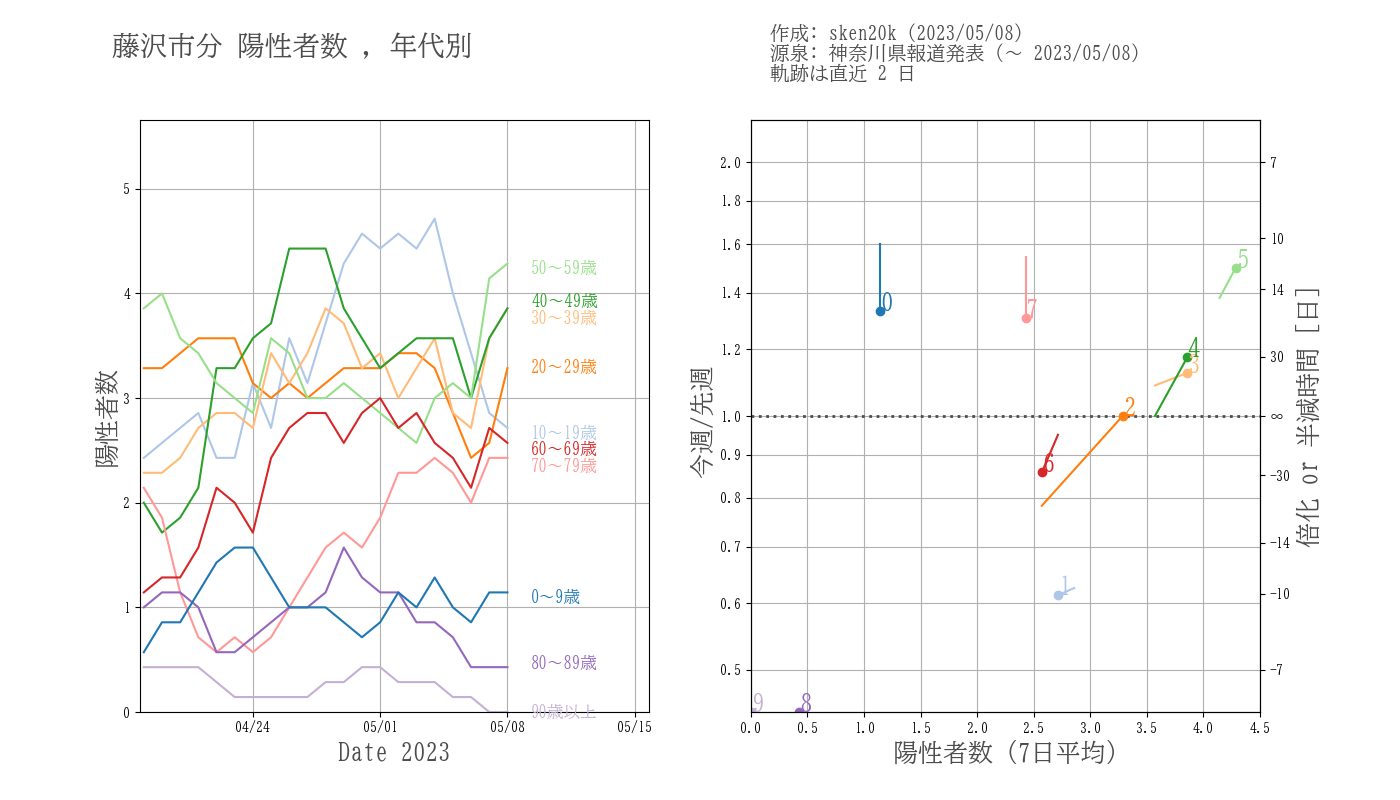 藤沢市分 陽性者数 , 年代別
作成: sken20k (2023/05/08)
源泉: 神奈川県報道発表 (～ 2023/05/08)
軌跡は直近 2 日
陽性者数
5
4
3
2
1
0
04/24
05/01
05/08
05/15
Date 2023
50～59歳
40～49歳
30～39歳
20～29歳
10～19歳
60～69歳
70～79歳
0～9歳
80～89歳
90歳以上
今週/先週
2.0
1.8
1.6
1.4
1.2
1.0
0.9
0.8
0.7
0.6
0.5
0.0
0.5
1.0
1.5
2.0
2.5
3.0
3.5
4.0
4.5
陽性者数 (7日平均)
5
0
7
4
3
2
6
1
9
8
7
10
14
30
∞
-30
-14
-10
-7
倍化 or 半減時間 [日]